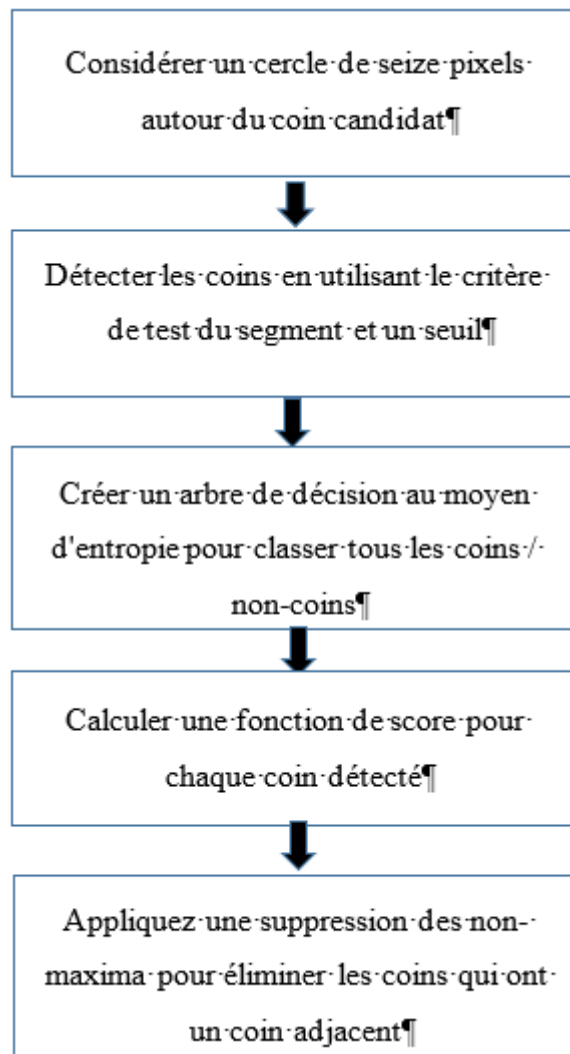 Considérer·un·cercle·de·seize·pixels·
autour·du·coin·candidat¶
Détecter·les·coins·en·utilisant·le·critère·
de·test·du·segment·et·un·seuil¶
Créer·un·arbre·de·décision·au·moyen·
d'entropie·pour·classer·tous·les·coins·/·
non-coins¶
Calculer·une·fonction·de·score·pour·
chaque·coin·détecté¶
Appliquez·une·suppression·des·non-·
maxima·pour·éliminer·les·coins·qui·ont·
un·coin·adjacent¶